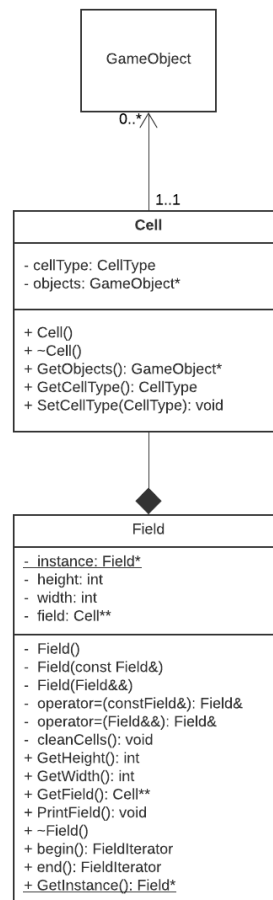 GameObject
0..*
1..1
Cell
- cellType: CellType
- objects: GameObject*
+ Cell()
+ ~Cell()
+ GetObjects(): GameObject*
+ GetCellType(): CellType
+ SetCellType(CellType): void
Field
- instance: Field*
- height: int
- width: int
- field: Cell**
- Field()
- Field(const Field&)
- Field(Field&&)
- operator=(constField&): Field&
- operator=(Field&&): Field&
- cleanCells(): void
+ GetHeight(): int
+ GetWidth(): int
+ GetField(): Cell**
+ PrintField(): void
+ ~Field()
+ begin(): FieldIterator
+ end(): FieldIterator
+ GetInstance(): Field*